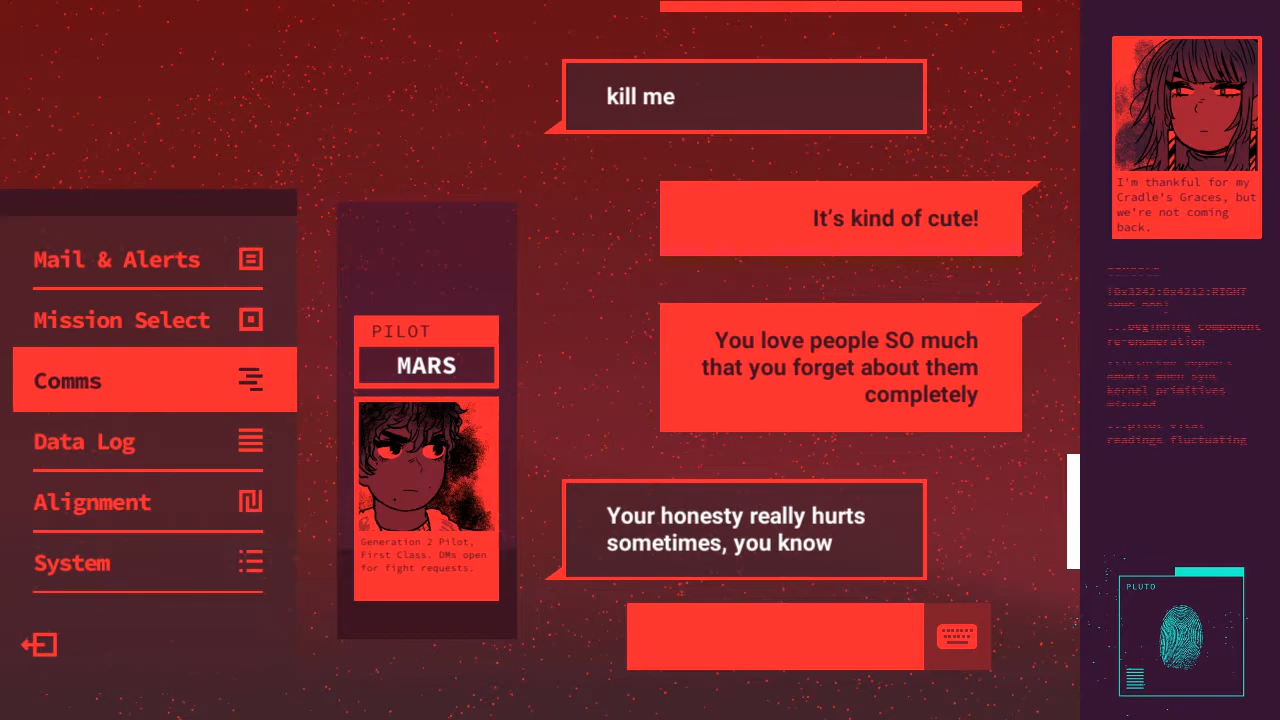 Mail & Alerts
Mission Select
Comms
Data Log
Alignment
System
PILOT
MARS
Generation 2 Pilot,
First Class. DMs open
for fight requests.
kill me
It's kind of cute!
You love people SO much
that you forget about them
completely
Your honesty really hurts
sometimes, you know
I'm thankful for my
Cradle's Graces, but
we're not coming
back.
[0x3242:0x4212:RIGHT
...beginning component
re-enumeration
kernel primitives
readings fluctuating
PLUTO